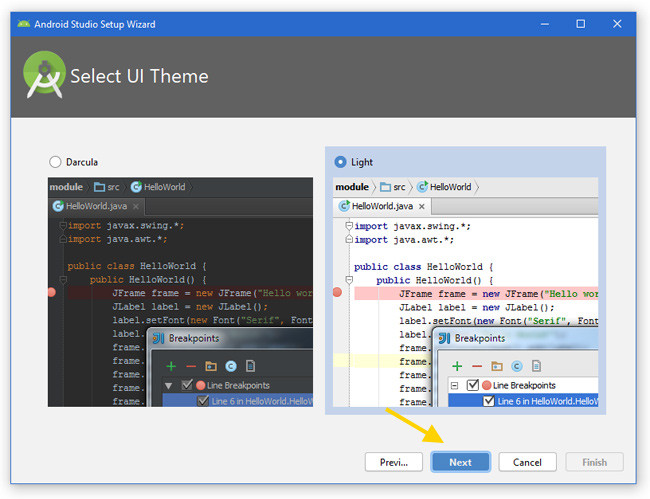 Android Studio Setup Wizard
Select UI Theme
Darcula
module
src
HelloWorld
HelloWorld.java
import javax.swing.*;
import java.awt.*;
public class HelloWorld {
public HelloWorld() {
JFrame frame = new JFrame("Hello wor
JLabel label = new JLabel();
label.setFont(new Font("Serif", Font
label.
frame.
frame.
frame.
frame.
Breakpoints
Line Breakpoints
Line 6 in HelloWorld.HelloW
Light
module
src
HelloWorld
HelloWorld.java
import javax.swing.*;
import java.awt.*;
public class HelloWorld {
public HelloWorld() {
JFrame frame = new JFrame("Hello wor
JLabel label = new JLabel();
label.setFont(new Font("Serif", Font
label.
frame.
frame.
frame.
frame.
Breakpoints
Line Breakpoints
Line 6 in HelloWorld.HelloW
Previ...
Next
Cancel
Finish